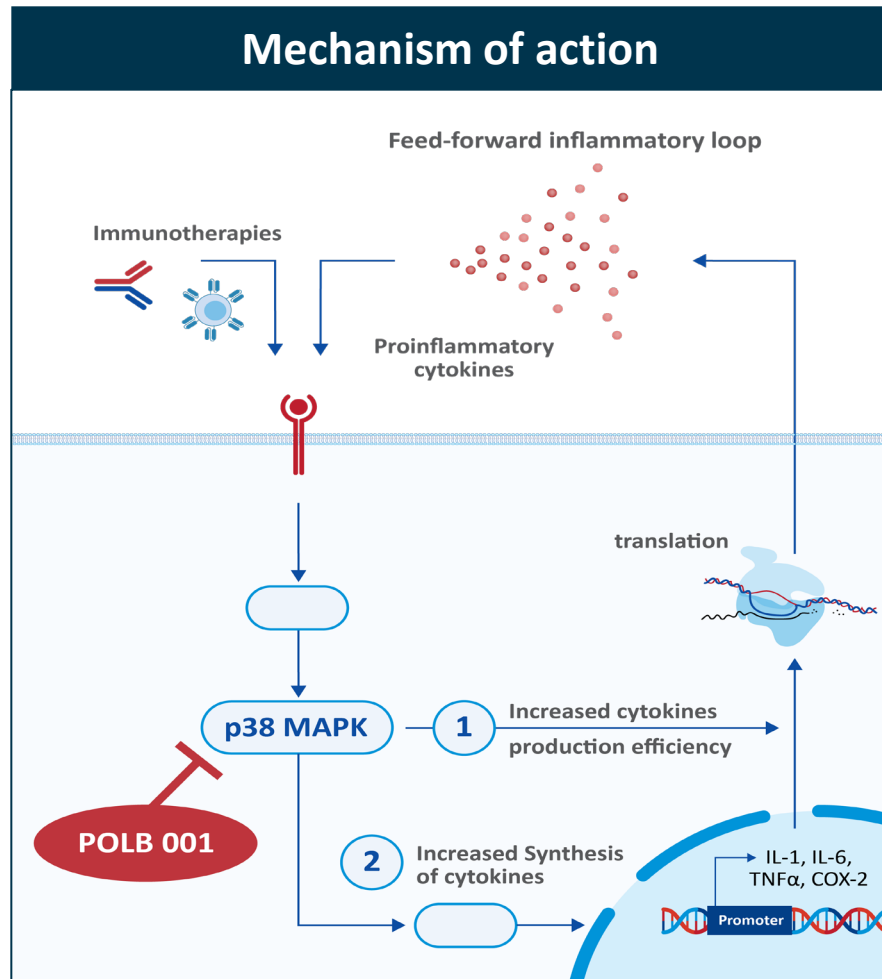 Mechanism of action
Feed-forward inflammatory loop
Immunotherapies
Proinflammatory
cytokines
translation
p38 MAPK
1
Increased cytokines
production efficiency
POLB 001
2
Increased Synthesis
of cytokines
IL-1, IL-6,
TNFα, COX-2
Promoter